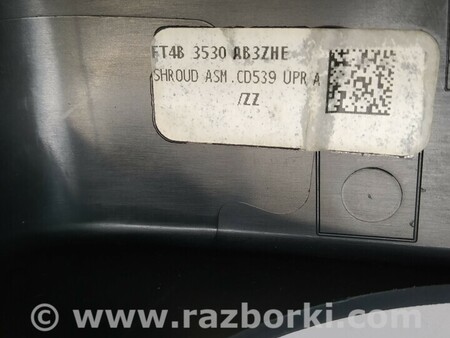 FT4B 3530 AB3ZHE
SHROUD ASM.CD539 UPR A
/ZZ
© www.razborki.com